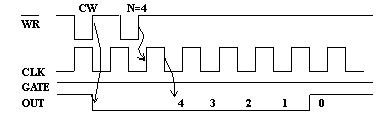 CW N=4
WR
CLK
GATE
OUT 4 3 2 1 0